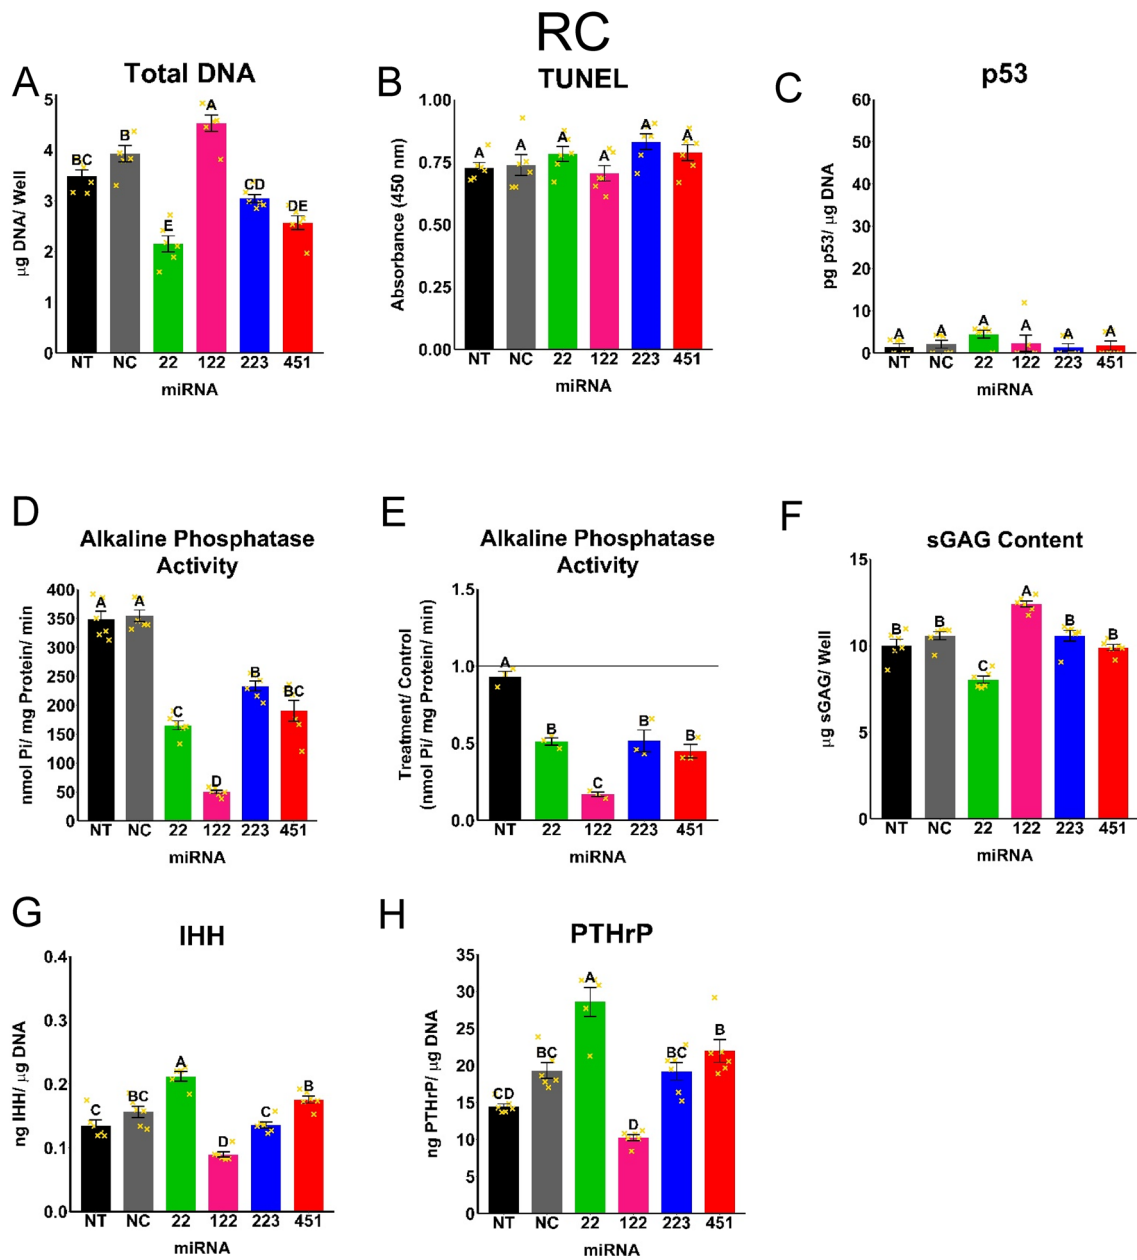 RC
A
Total DNA
µg DNA/ Well
5
4
3
2
1
0
BC
B
E
A
CD
DE
NT NC 22 122 223 451
miRNA
B
TUNEL
Absorbance (450 nm)
1.00
0.75
0.50
0.25
0.00
A
A
A
A
A
A
NT NC 22 122 223 451
miRNA
C
p53
pg p53/ µg DNA
60
50
40
30
20
10
0
A
A
A
A
A
A
NT NC 22 122 223 451
miRNA
D
Alkaline Phosphatase
Activity
nmol Pi/ mg Protein/ min
400
350
300
250
200
150
100
50
0
A
A
C
D
B
BC
NT NC 22 122 223 451
miRNA
E
Alkaline Phosphatase
Activity
Treatment/ Control
(nmol Pi/ mg Protein/ min)
1.5
1.0
0.5
0.0
A
B
C
B
B
NT 22 122 223 451
miRNA
F
sGAG Content
µg sGAG/ Well
15
10
5
0
B
B
C
A
B
B
NT NC 22 122 223 451
miRNA
G
IHH
ng IHH/ µg DNA
0.4
0.3
0.2
0.1
0.0
C
BC
A
D
C
B
NT NC 22 122 223 451
miRNA
H
PTHrP
ng PTHrP/ µg DNA
35
30
25
20
15
10
5
0
CD
BC
A
D
BC
B
NT NC 22 122 223 451
miRNA